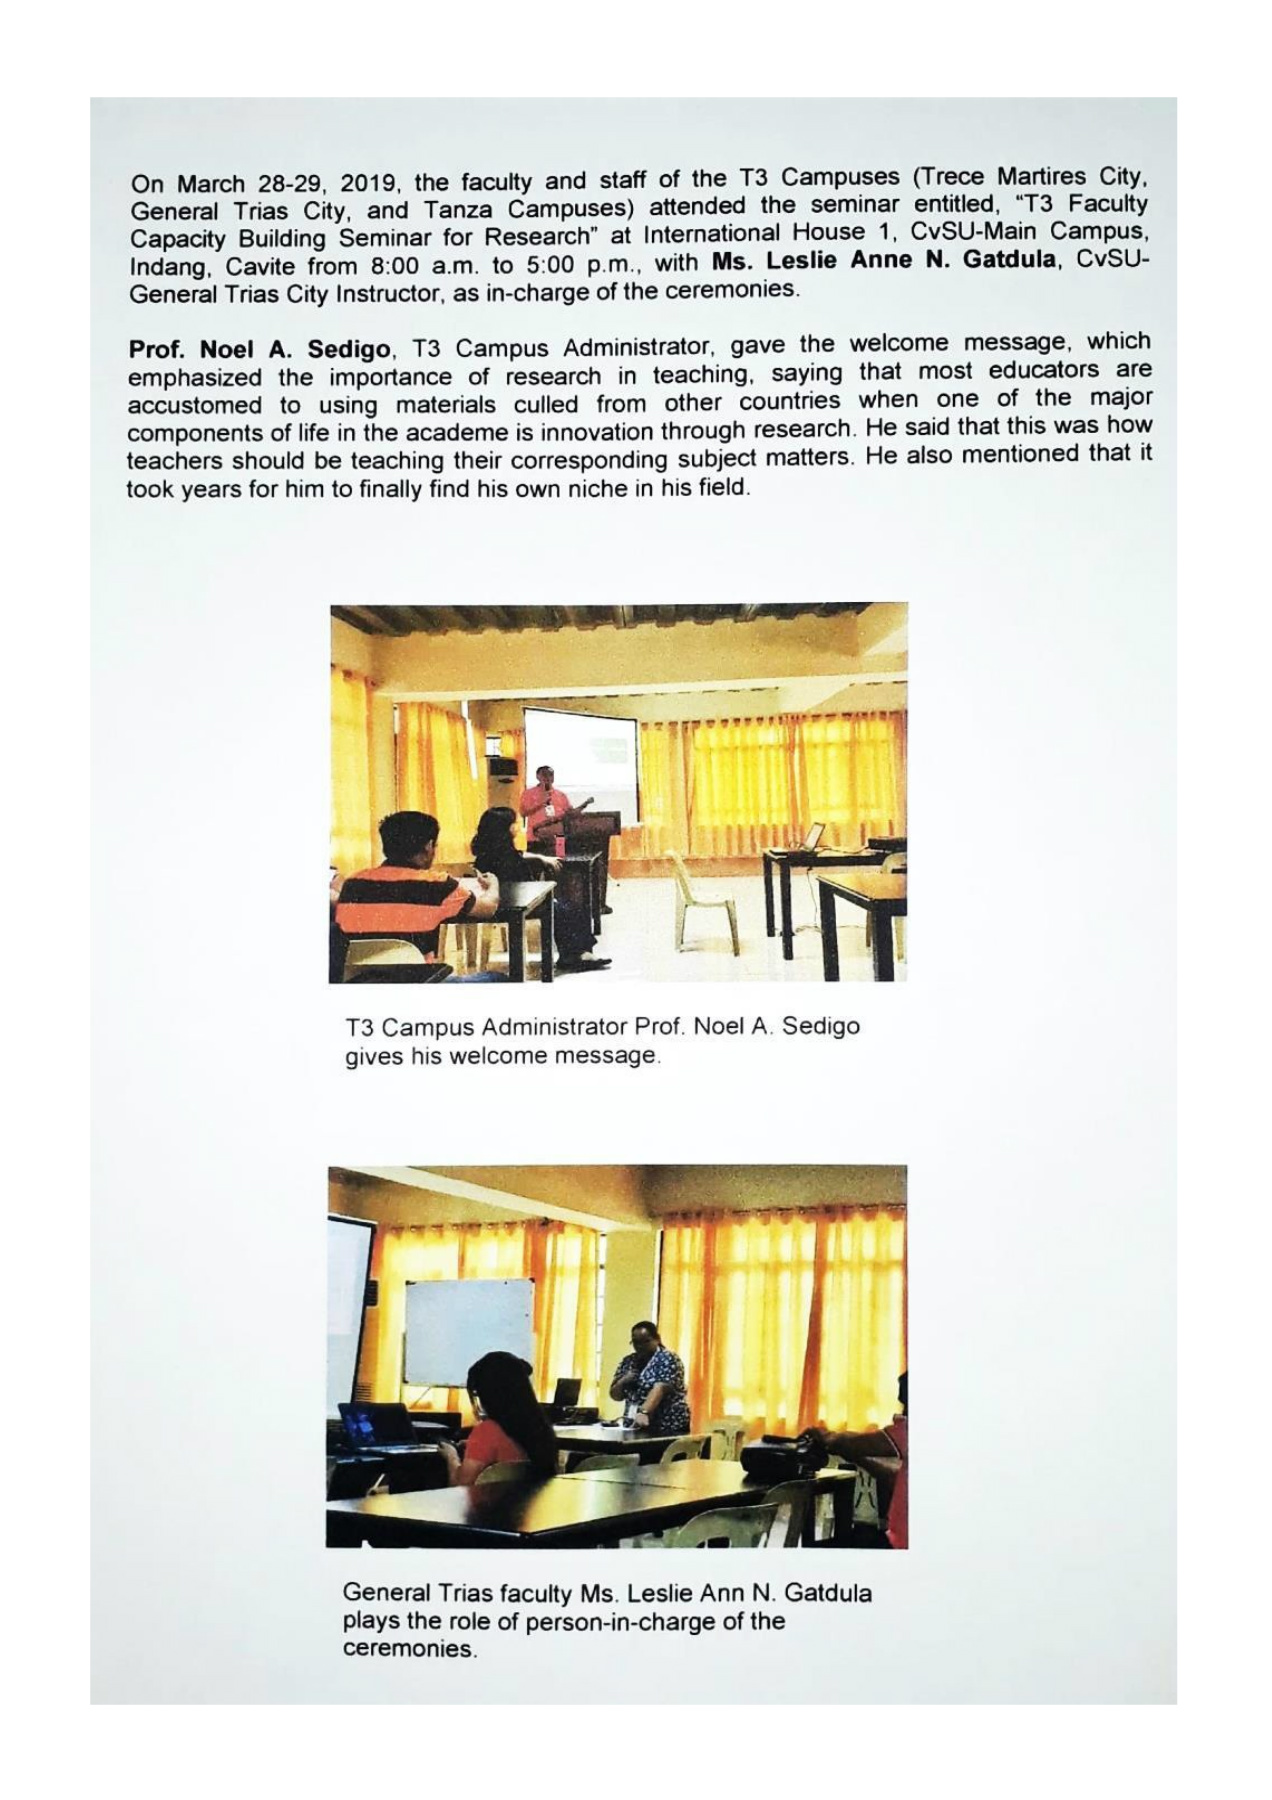 On March 28-29, 2019, the faculty and staff of the T3 Campuses (Trece Martires City,
General Trias City, and Tanza Campuses) attended the seminar entitled, “T3 Faculty
Capacity Building Seminar for Research” at International House 1, CvSU-Main Campus,
Indang, Cavite from 8:00 a.m. to 5:00 p.m., with Ms. Leslie Anne N. Gatdula, CvSU-
General Trias City Instructor, as in-charge of the ceremonies.
Prof. Noel A. Sedigo, T3 Campus Administrator, gave the welcome message, which
emphasized the importance of research in teaching, saying that most educators are
accustomed to using materials culled from other countries when one of the major
components of life in the academe is innovation through research. He said that this was how
teachers should be teaching their corresponding subject matters. He also mentioned that it
took years for him to finally find his own niche in his field.
T3 Campus Administrator Prof. Noel A. Sedigo
gives his welcome message.
General Trias faculty Ms. Leslie Ann N. Gatdula
plays the role of person-in-charge of the
ceremonies.